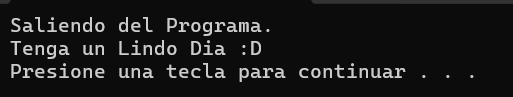 Saliendo del Programa.
Tenga un Lindo Dia :D
Presione una tecla para continuar . . .